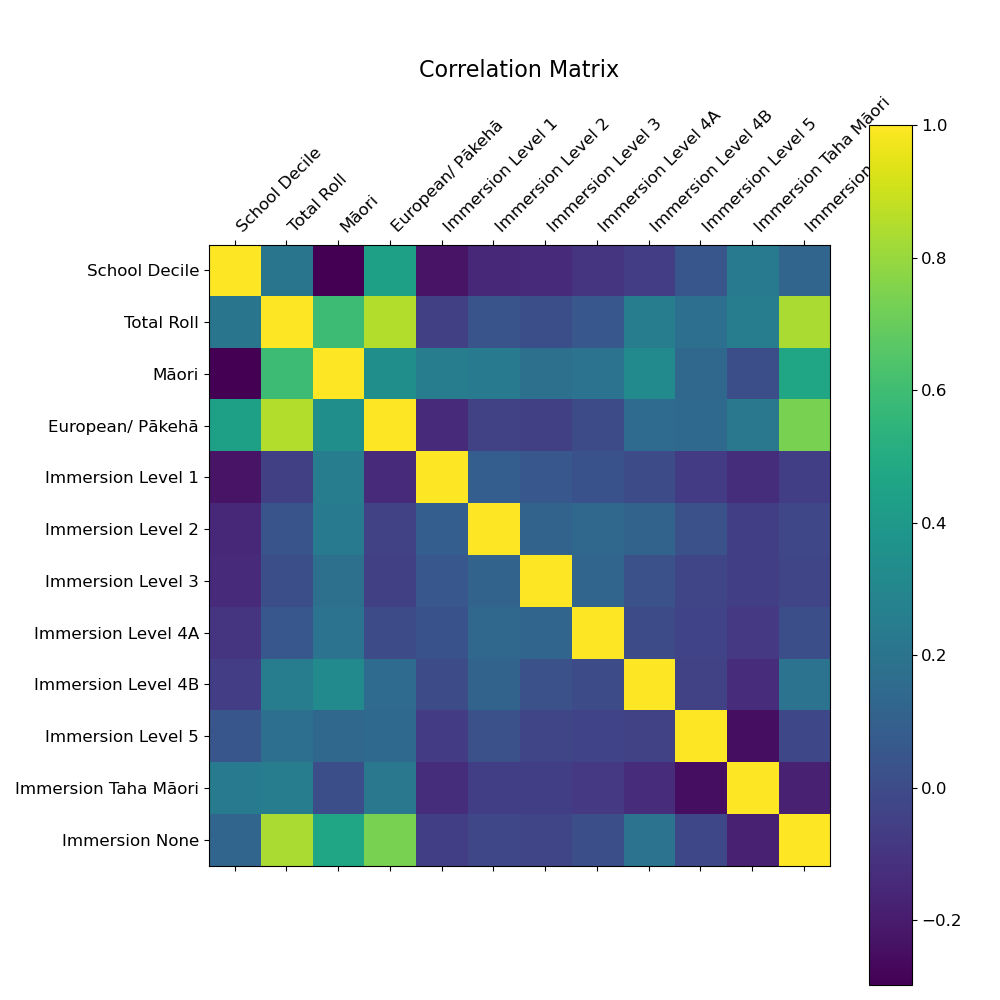 Correlation Matrix
School Decile
Total Roll
Māori
European/ Pākehā
Immersion Level 1
Immersion Level 2
Immersion Level 3
Immersion Level 4A
Immersion Level 4B
Immersion Level 5
Immersion Taha Māori
Immersion
School Decile
Total Roll
Māori
European/ Pākehā
Immersion Level 1
Immersion Level 2
Immersion Level 3
Immersion Level 4A
Immersion Level 4B
Immersion Level 5
Immersion Taha Māori
Immersion None
1.0
0.8
0.6
0.4
0.2
0.0
−0.2